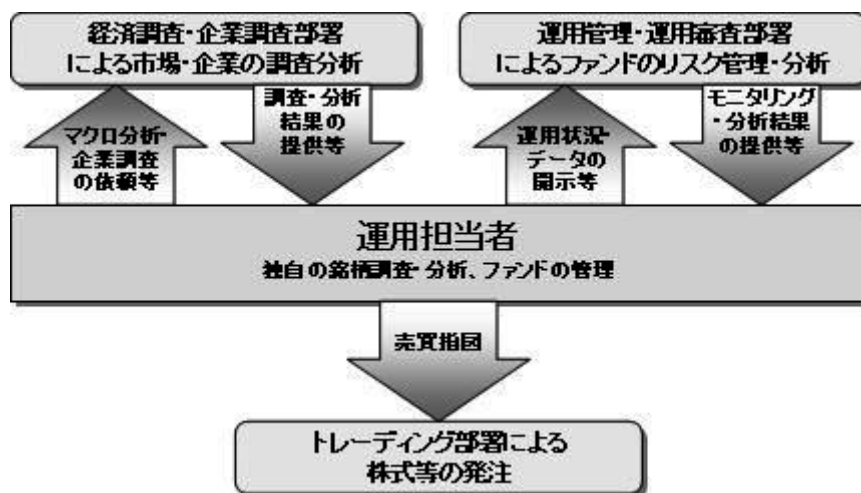 経済調査・企業調査部署
による市場・企業の調査分析
運用管理・運用審査部署
によるファンドのリスク管理・分析
マクロ分析・
企業調査
の依頼等
調査・分析
結果の
提供等
運用状況・
データの
開示等
モニタリング
・分析結果
の提供等
運用担当者
独自の銘柄調査・分析、ファンドの管理
売買指図
トレーディング部署による
株式等の発注